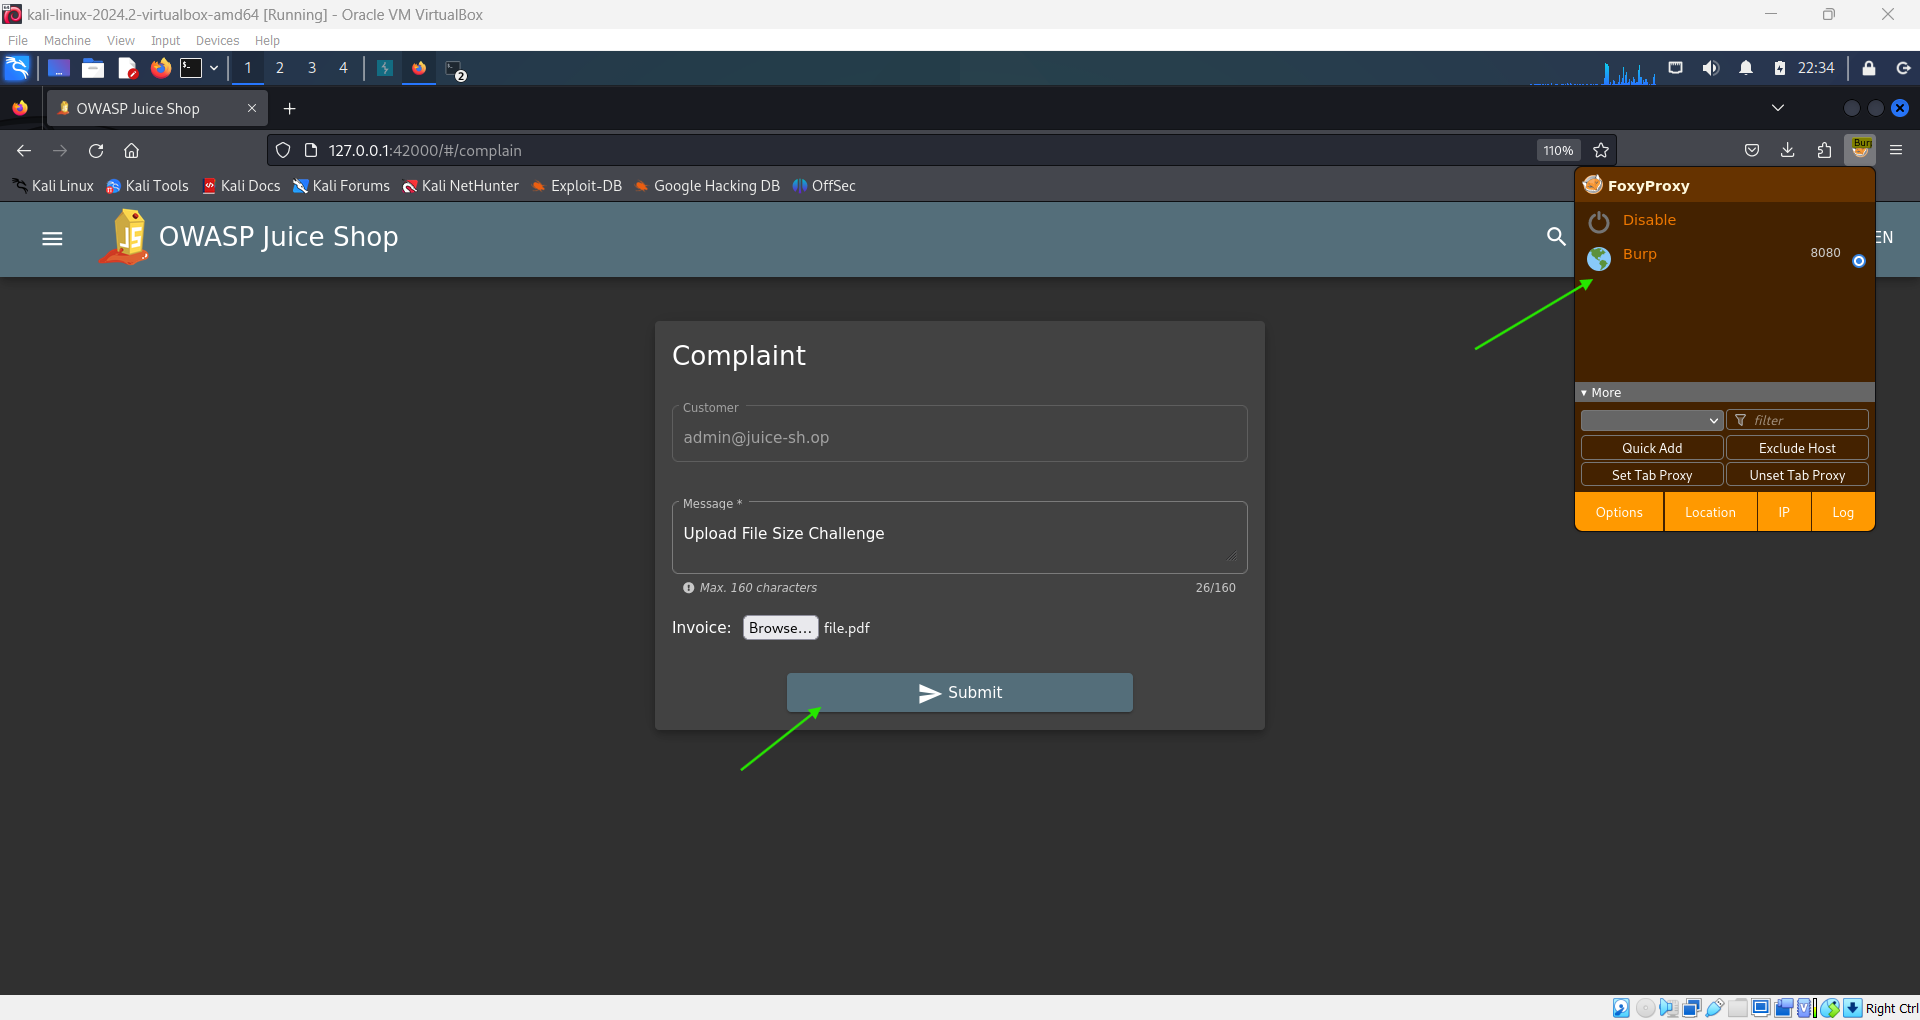 kali-linux-2024.2-virtualbox-amd64 [Running] - Oracle VM VirtualBox
File Machine View Input Devices Help
1 2 3 4 2 22:34
OWASP Juice Shop
127.0.0.1:42000/#/complain 110% Burp
Kali Linux Kali Tools Kali Docs Kali Forums Kali NetHunter Exploit-DB Google Hacking DB OffSec
FoxyProxy
Disable
Burp 8080
More
filter
Quick Add Exclude Host
Set Tab Proxy Unset Tab Proxy
Options Location IP Log
JS OWASP Juice Shop EN
Complaint
Customer
admin@juice-sh.op
Message *
Upload File Size Challenge
Max. 160 characters 26/160
Invoice: Browse... file.pdf
Submit
Right Ctrl